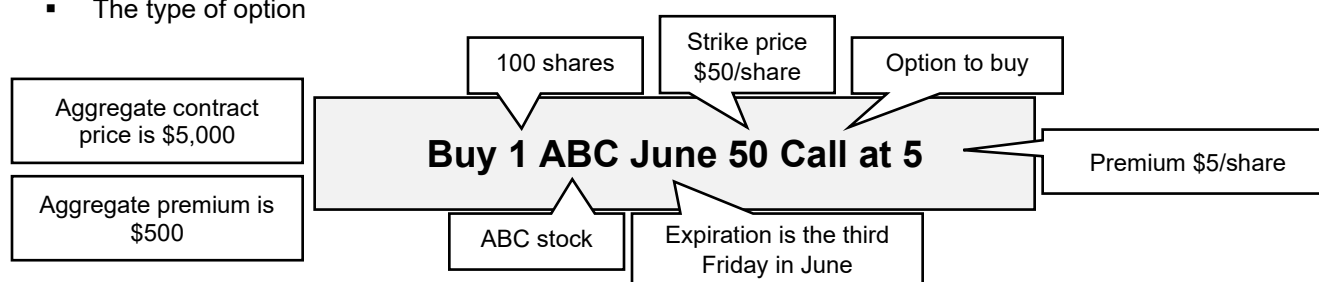 ▪ The type of option
100 shares
Strike price
$50/share
Option to buy
Aggregate contract
price is $5,000
Buy 1 ABC June 50 Call at 5
Premium $5/share
Aggregate premium is
$500
ABC stock
Expiration is the third
Friday in June